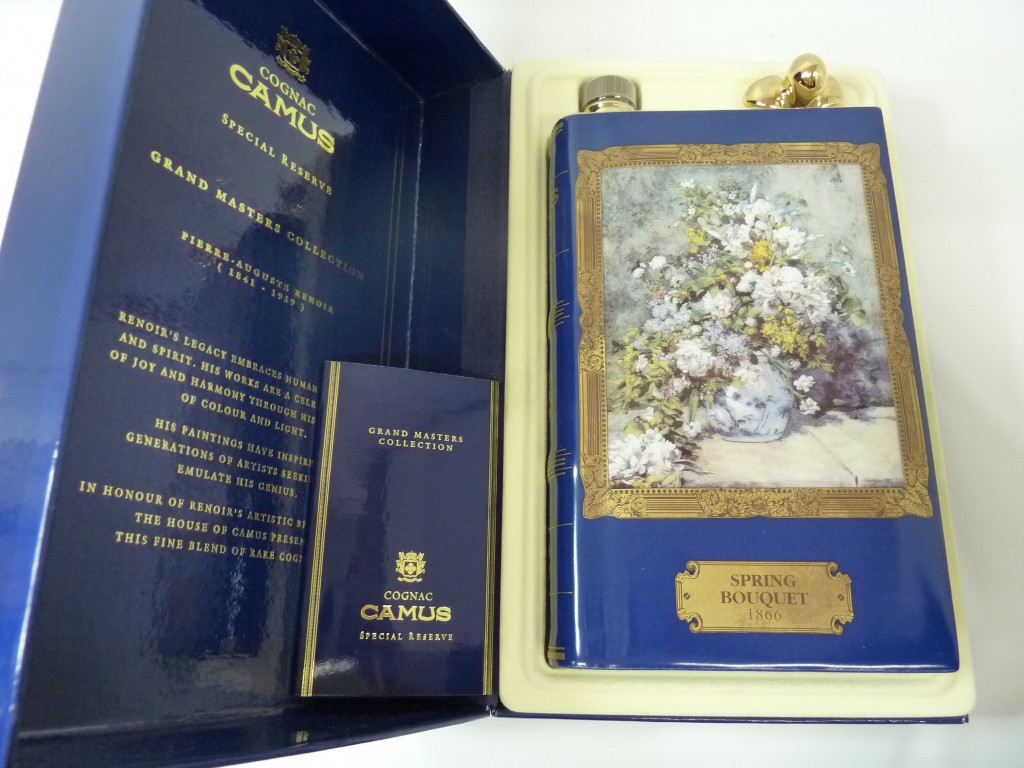 COGNAC
CAMUS
SPECIAL RESERVE
GRAND MASTERS COLLECTION
PIERRE-AUGUSTE RENOIR
( 1841 - 1919 )
RENOIR'S LEGACY EMBRACES HUMAN
AND SPIRIT. HIS WORKS ARE A CELE
OF JOY AND HARMONY THROUGH HIS
OF COLOUR AND LIGHT.
HIS PAINTINGS HAVE INSPIR
GENERATIONS OF ARTISTS SEEKI
EMULATE HIS GENIUS.
IN HONOUR OF RENOIR'S ARTISTIC BR
THE HOUSE OF CAMUS PRESEN
THIS FINE BLEND OF RARE COGN
GRAND MASTERS
COLLECTION
COGNAC
CAMUS
SPECIAL RESERVE
SPRING
BOUQUET
1866